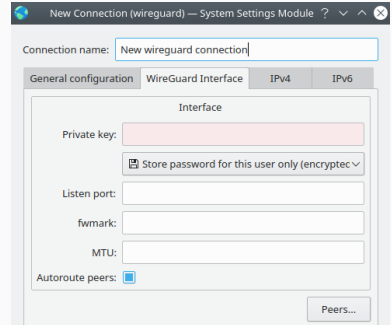 New Connection (wireguard) — System Settings Module
Connection name: New wireguard connection
General configuration WireGuard Interface IPv4 IPv6
Interface
Private key:
Store password for this user only (encryptec
Listen port:
fwmark:
MTU:
Autoroute peers:
Peers...